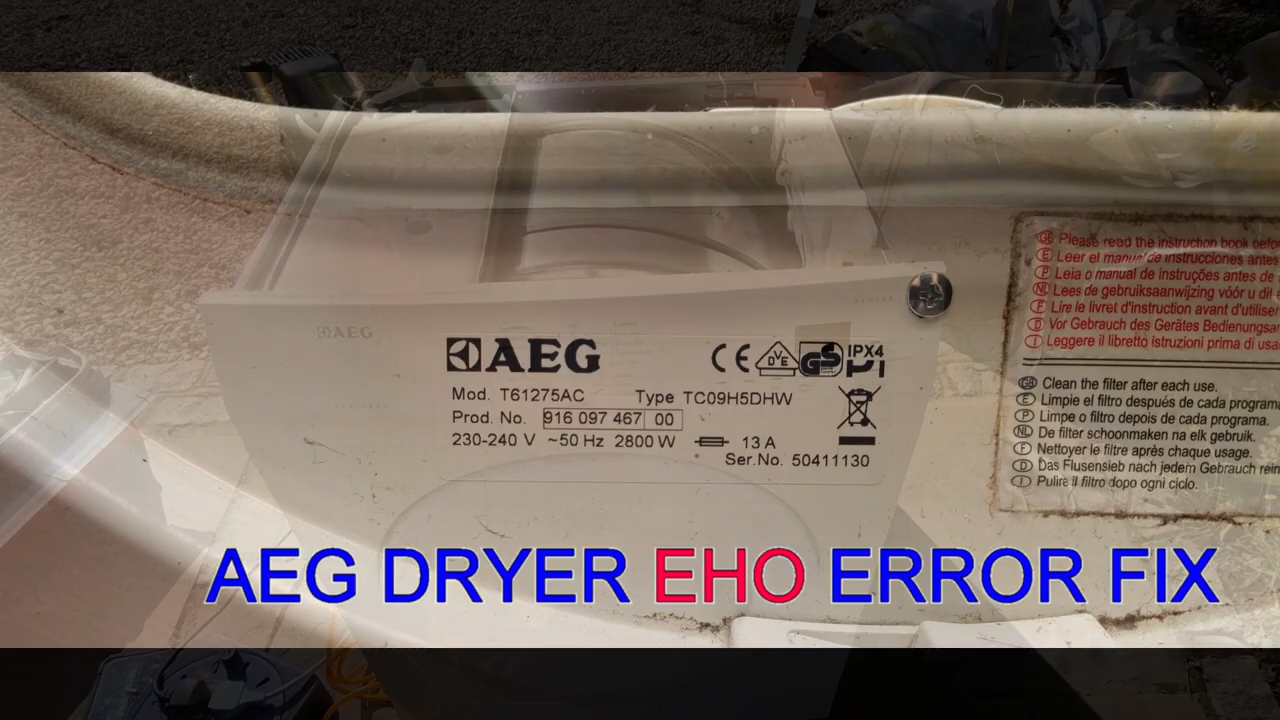 AEG
AEG
CE DVE GS IPX4
Mod. T61275AC Type TC09H5DHW
Prod. No. 916 097 467 00
230-240 V ~50 Hz 2800 W 13 A
Ser.No. 50411130
GB Please read the instruction book befo
E Leer el manual de instrucciones antes
P Leia o manual de instruções antes de
NL Lees de gebruiksaanwijzing vóór u dit
F Lire le livret d'instruction avant d'utiliser
D Vor Gebrauch des Gerätes Bedienungsa
I Leggere il libretto istruzioni prima di usa
GB Clean the filter after each use.
E Limpie el filtro después de cada programa
P Limpe o filtro depois de cada programa.
NL De filter schoonmaken na elk gebruik.
F Nettoyer le filtre après chaque usage.
D Das Flusensieb nach jedem Gebrauch rein
I Pulire il filtro dopo ogni ciclo.
AEG DRYER EHO ERROR FIX